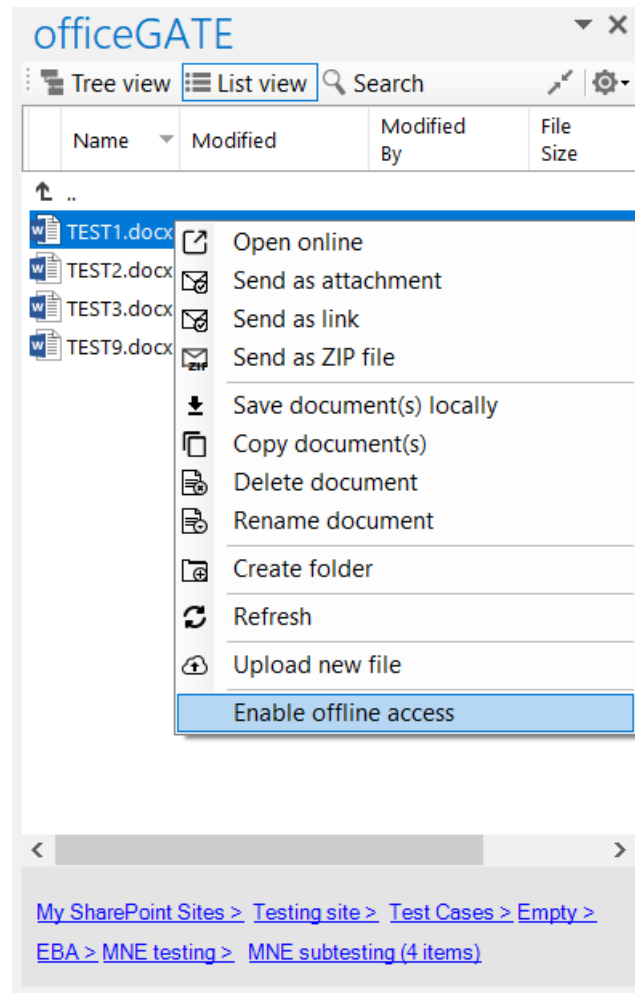 officeGATE
Tree view List view Search
Name Modified Modified By File Size
..
TEST1.docx
TEST2.docx
TEST3.docx
TEST9.docx
Open online
Send as attachment
Send as link
ZIP Send as ZIP file
Save document(s) locally
Copy document(s)
Delete document
Rename document
Create folder
Refresh
Upload new file
Enable offline access
My SharePoint Sites > Testing site > Test Cases > Empty >
EBA > MNE testing > MNE subtesting (4 items)